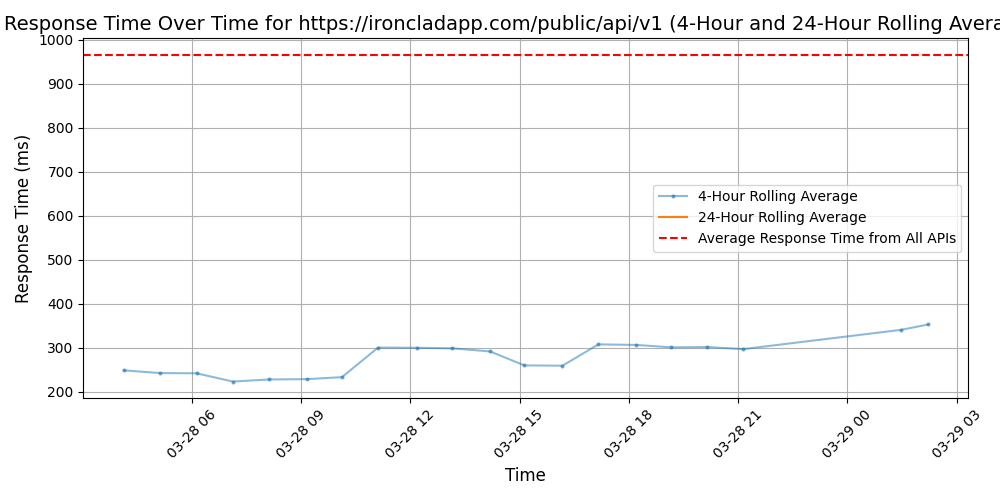 Response Time Over Time for https://ironcladapp.com/public/api/v1 (4-Hour and 24-Hour Rolling Avera
Response Time (ms)
1000
900
800
700
600
500
400
300
200
4-Hour Rolling Average
24-Hour Rolling Average
Average Response Time from All APIs
03-28 06
03-28 09
03-28 12
03-28 15
03-28 18
03-28 21
03-29 00
03-29 03
Time